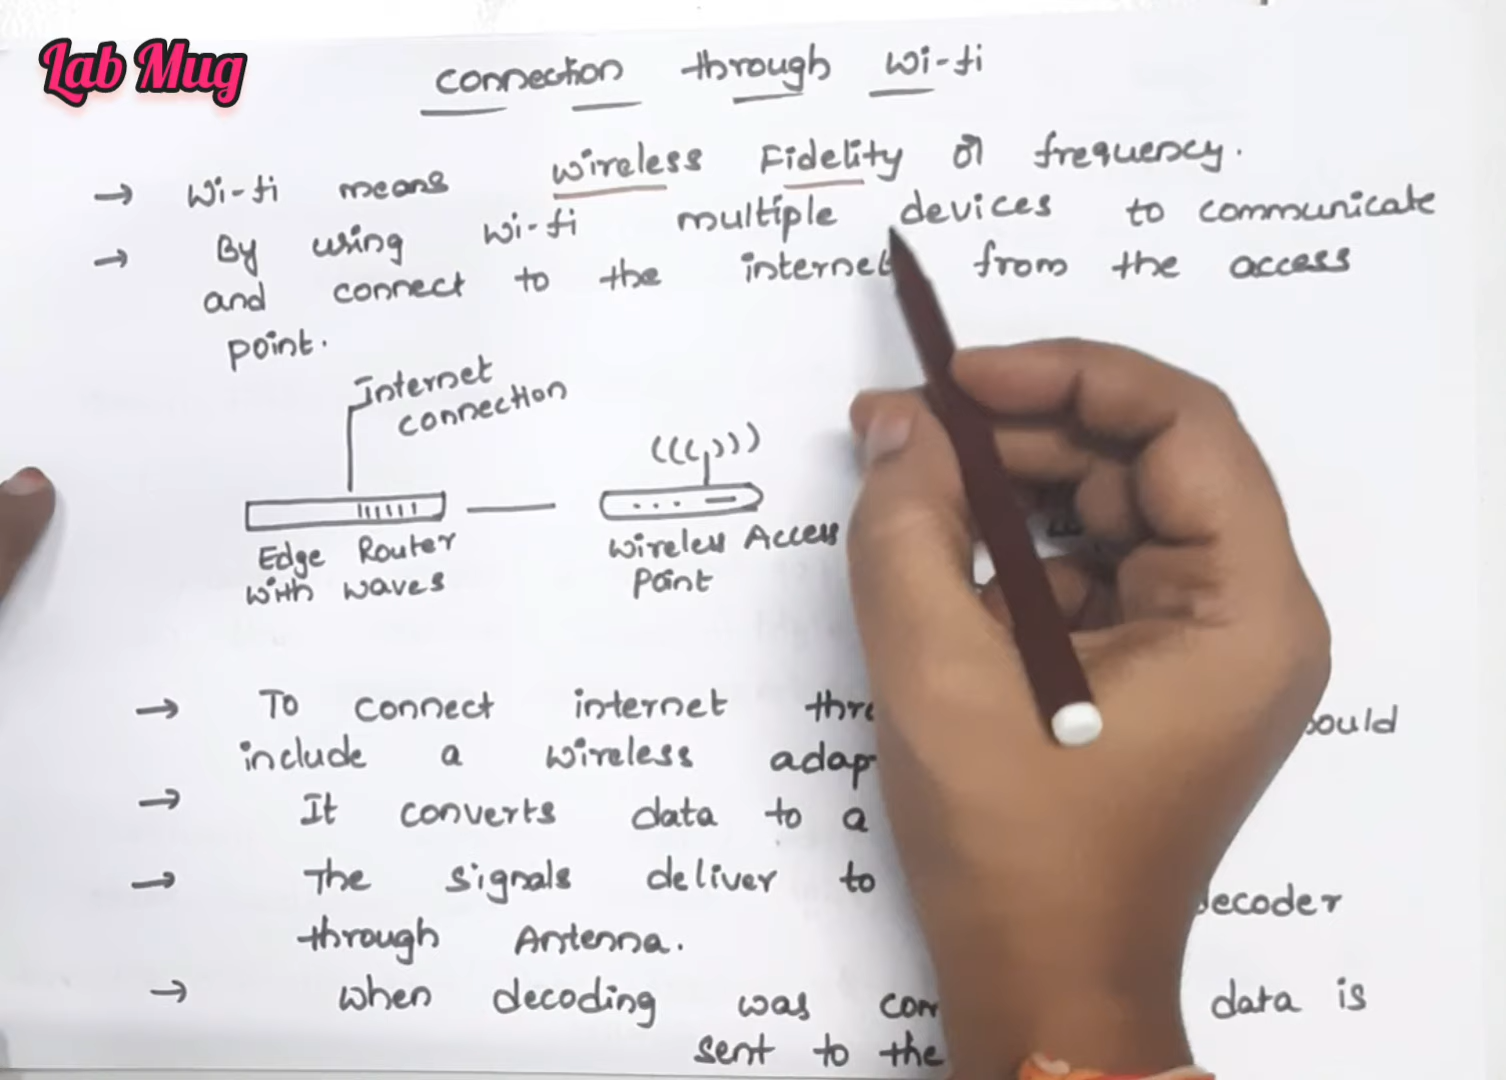 Lab Mug
connection through wi-fi
→ wi-fi means wireless Fidelity or frequency.
→ By using wi-fi multiple devices to communicate
and connect to the internet from the access
point.
Internet
connection
Edge Router
with waves
Wireless Access
Point
→ To connect internet ould
include a wireless
→ It converts data to a
→ The signals deliver to ecoder
through Antenna.
→ when decoding was data is
sent to the